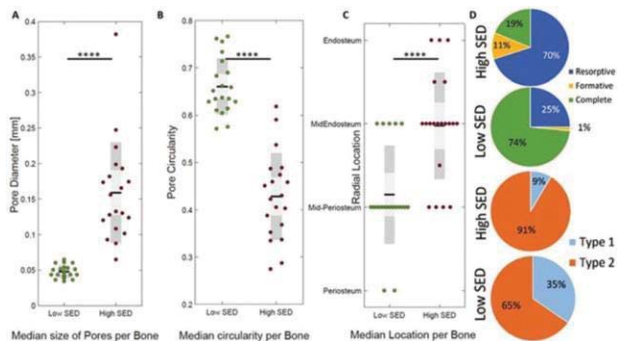 A
Pore Diameter [mm]
0.4
0.35
0.3
0.25
0.2
0.15
0.1
0.05
0
****
Low SED
High SED
Median size of Pores per Bone
B
Pore Circularity
0.8
0.7
0.6
0.5
0.4
0.3
0.2
****
Low SED
High SED
Median circularity per Bone
C
Radial Location
Endosteum
MidEndosteum
Mid-Periosteum
Periosteum
****
Low SED
High SED
Median Location per Bone
D
High SED
19%
11%
70%
Resorptive
Formative
Complete
Low SED
25%
1%
74%
High SED
9%
91%
Type 1
Type 2
Low SED
35%
65%